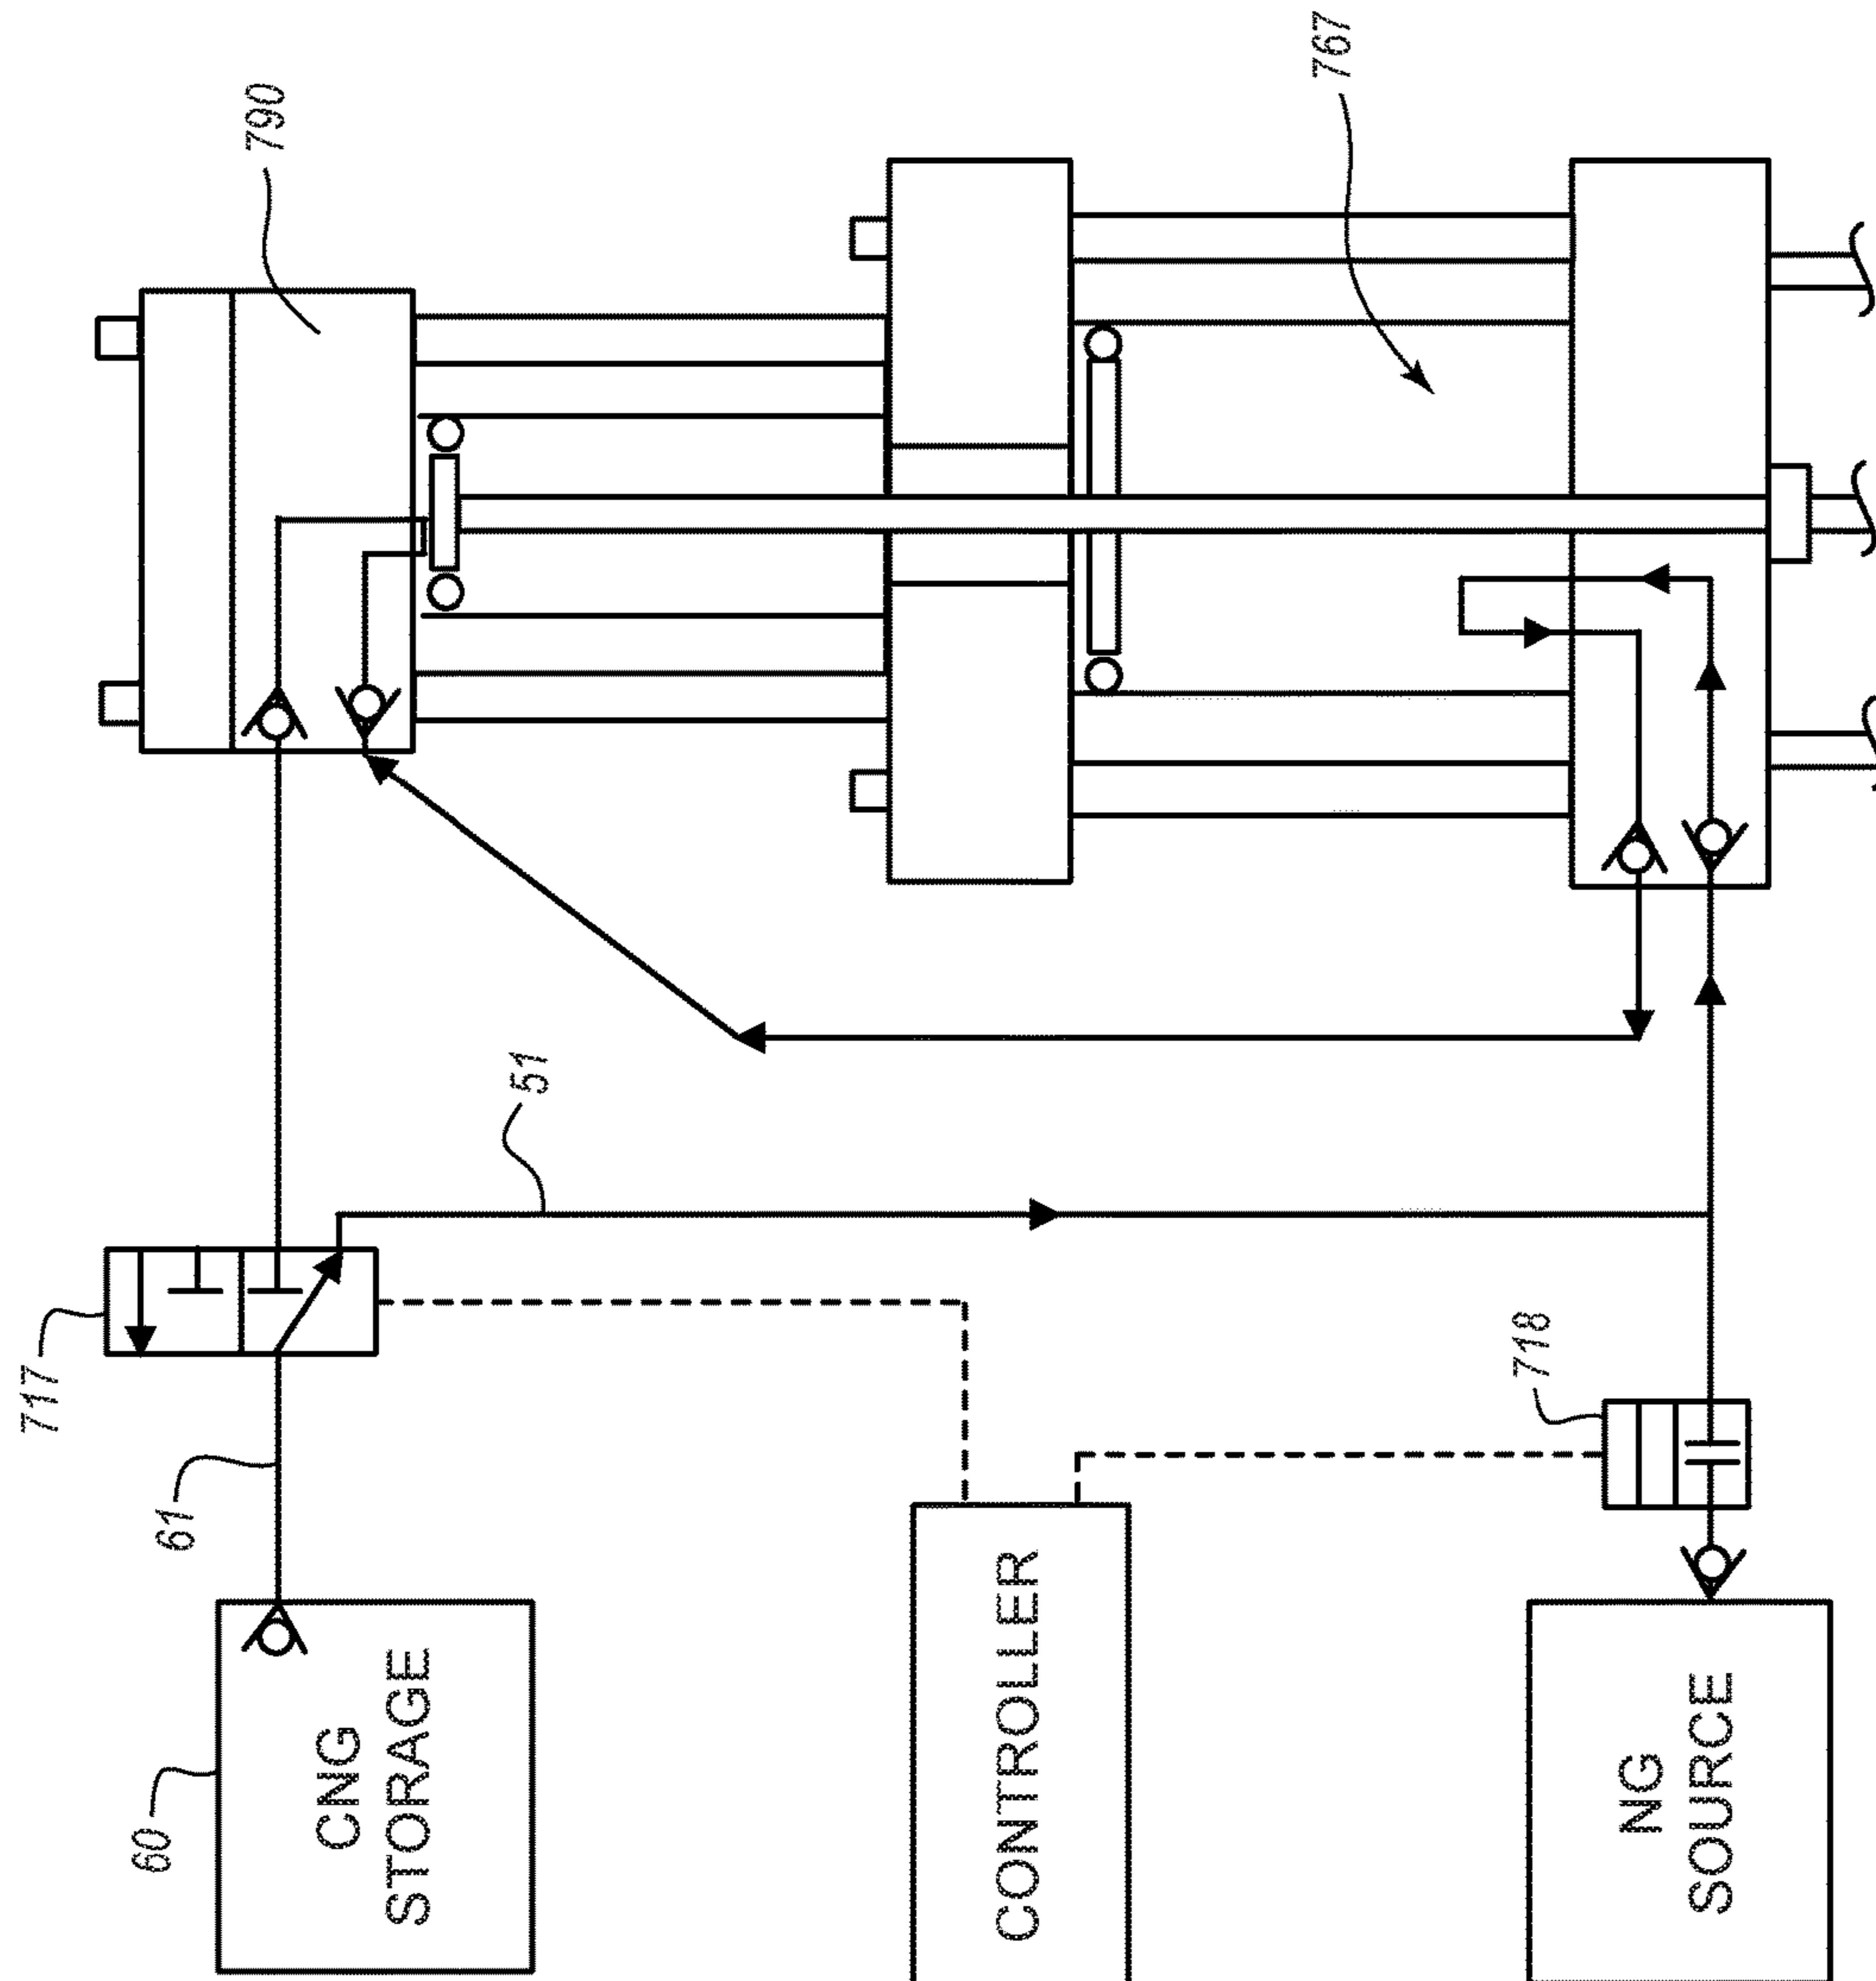 790
767
717
61
51
718
60
CNG
STORAGE
CONTROLLER
NG
SOURCE